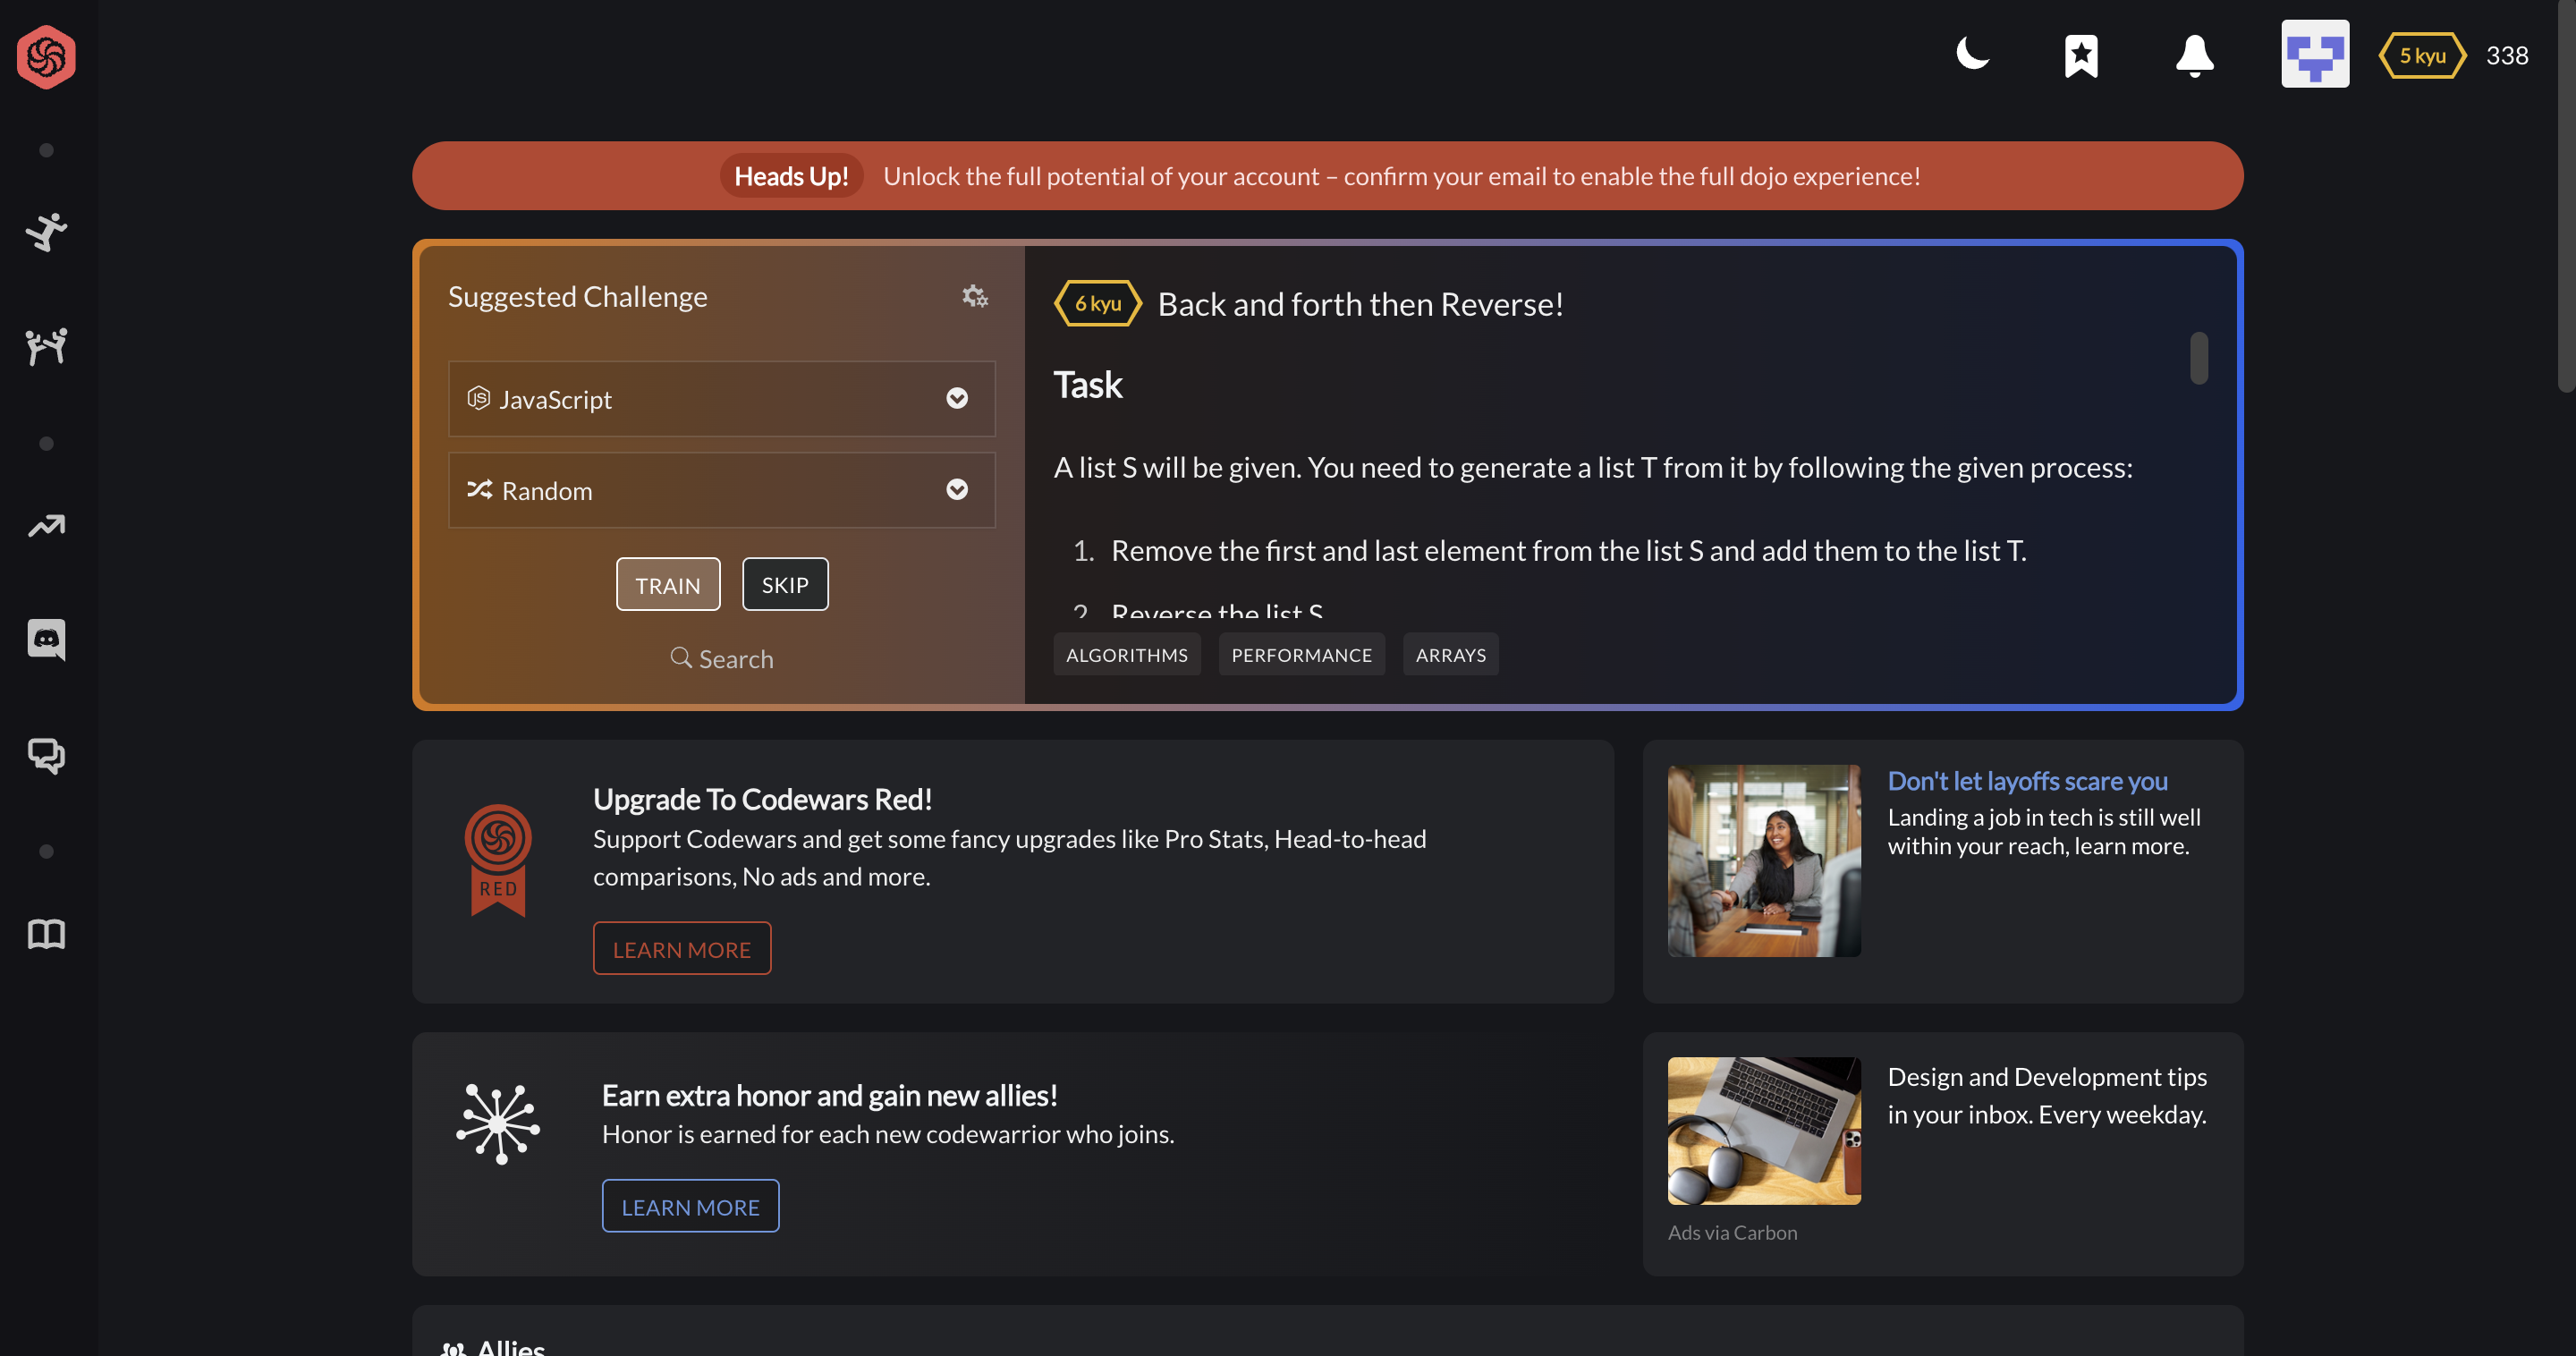 5 kyu 338
Heads Up! Unlock the full potential of your account – confirm your email to enable the full dojo experience!
Suggested Challenge
JavaScript
Random
TRAIN SKIP
Search
6 kyu Back and forth then Reverse!
Task
A list S will be given. You need to generate a list T from it by following the given process:
1. Remove the first and last element from the list S and add them to the list T.
2. Reverse the list S
ALGORITHMS PERFORMANCE ARRAYS
Upgrade To Codewars Red!
Support Codewars and get some fancy upgrades like Pro Stats, Head-to-head
comparisons, No ads and more.
LEARN MORE
RED
Don't let layoffs scare you
Landing a job in tech is still well
within your reach, learn more.
Earn extra honor and gain new allies!
Honor is earned for each new codewarrior who joins.
LEARN MORE
Design and Development tips
in your inbox. Every weekday.
Ads via Carbon
Allies